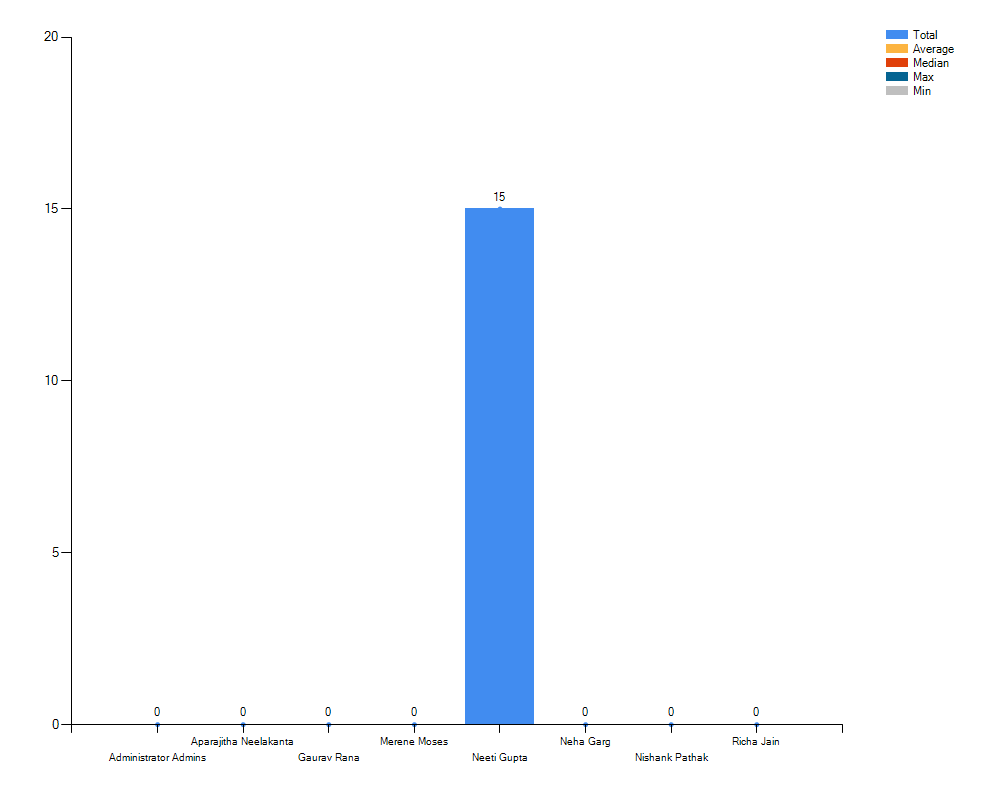 20
15
10
5
0
15
0
0
0
0
0
0
0
Aparajitha Neelakanta
Merene Moses
Neha Garg
Richa Jain
Administrator Admins
Gaurav Rana
Neeti Gupta
Nishank Pathak
Total
Average
Median
Max
Min